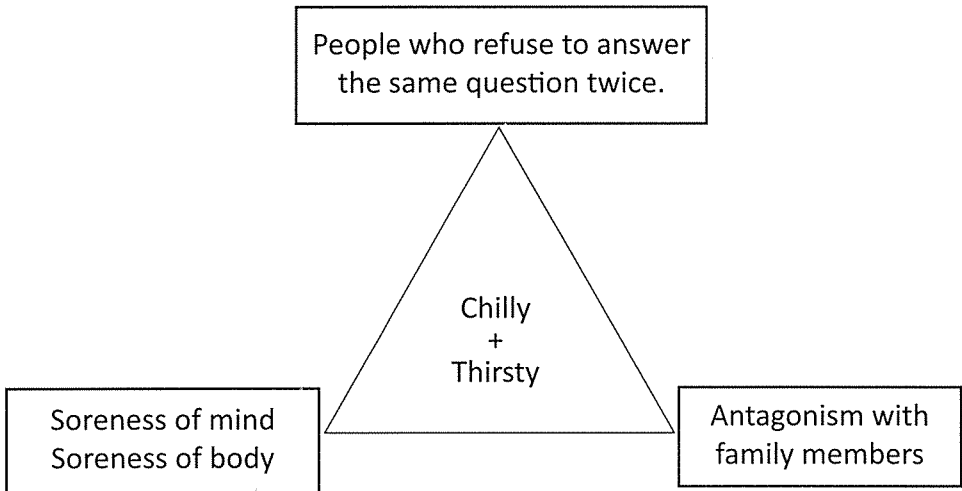 People who refuse to answer
the same question twice.
Chilly
+
Thirsty
Soreness of mind
Soreness of body
Antagonism with
family members